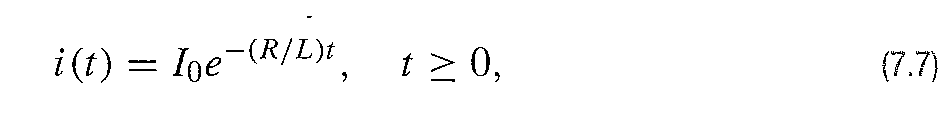 i(t) = I₀e^{−(R/L)t}, t ≥ 0, (7.7)